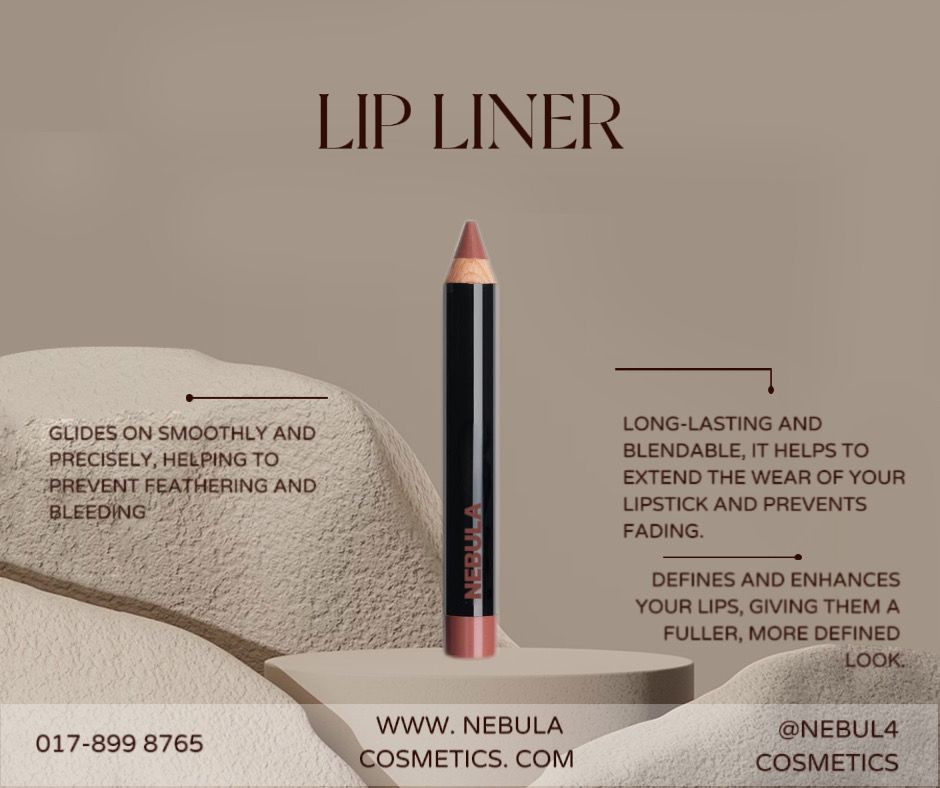 LIP LINER
GLIDES ON SMOOTHLY AND
PRECISELY, HELPING TO
PREVENT FEATHERING AND
BLEEDING
NEBULA
LONG-LASTING AND
BLENDABLE, IT HELPS TO
EXTEND THE WEAR OF YOUR
LIPSTICK AND PREVENTS
FADING.
DEFINES AND ENHANCES
YOUR LIPS, GIVING THEM A
FULLER, MORE DEFINED
LOOK.
017-899 8765
WWW. NEBULA
COSMETICS. COM
@NEBUL4
COSMETICS